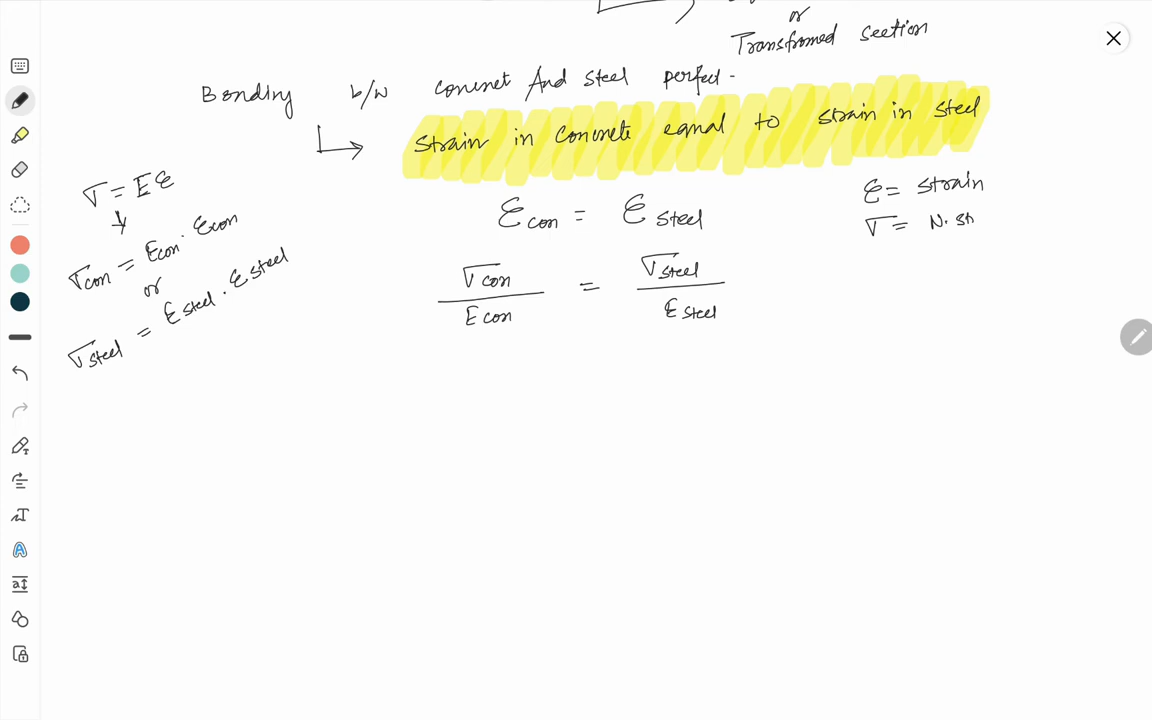 or
Transfromed section
Bonding b/w concret And steel perfect.
Strain in concrete equal to strain in steel
σ = Eε
ε = strain
σ = N. st
ε con = ε steel
σcon = Econ . εcon
or
σsteel = Esteel . εsteel
σcon / Econ = σsteel / Esteel